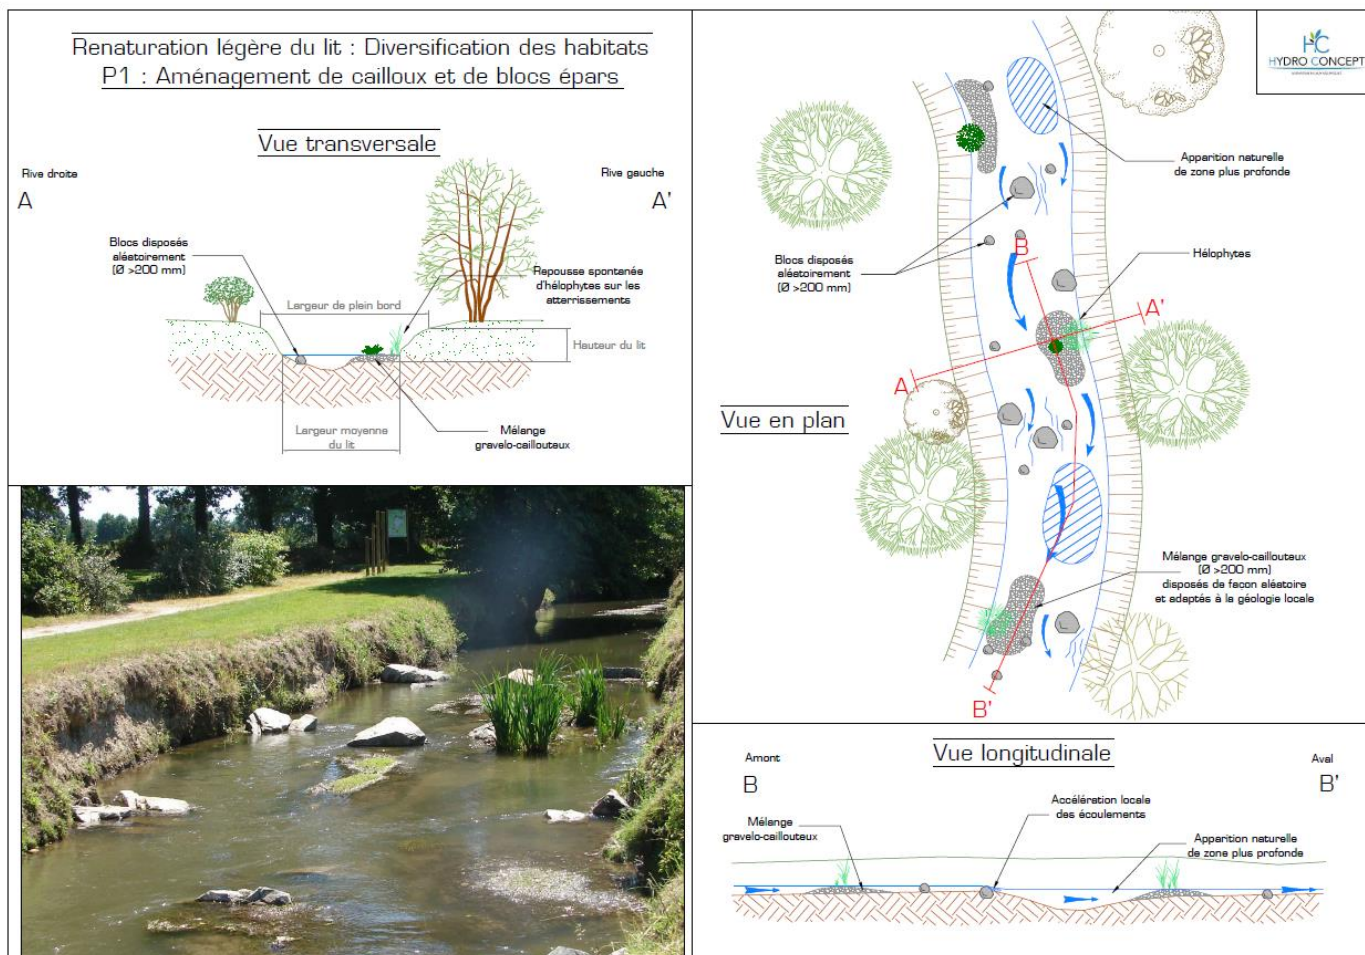 Renaturation légère du lit : Diversification des habitats
P1 : Aménagement de cailloux et de blocs épars
Vue transversale
Rive droite
A
Rive gauche
A'
Blocs disposés
aléatoirement
(Ø >200 mm)
Largeur de plein bord
Repousse spontanée
d'hélophytes sur les
atterrissements
Hauteur du lit
Largeur moyenne
du lit
Mélange
gravelo-caillouteux
HC
HYDRO CONCEPT
Apparition naturelle
de zone plus profonde
Blocs disposés
aléatoirement
(Ø >200 mm)
B
Hélophytes
A'
A
Vue en plan
Mélange gravelo-caillouteux
(Ø >200 mm)
disposés de façon aléatoire
et adaptés à la géologie locale
B'
Vue longitudinale
Amont
B
Aval
B'
Mélange
gravelo-caillouteux
Accélération locale
des écoulements
Apparition naturelle
de zone plus profonde